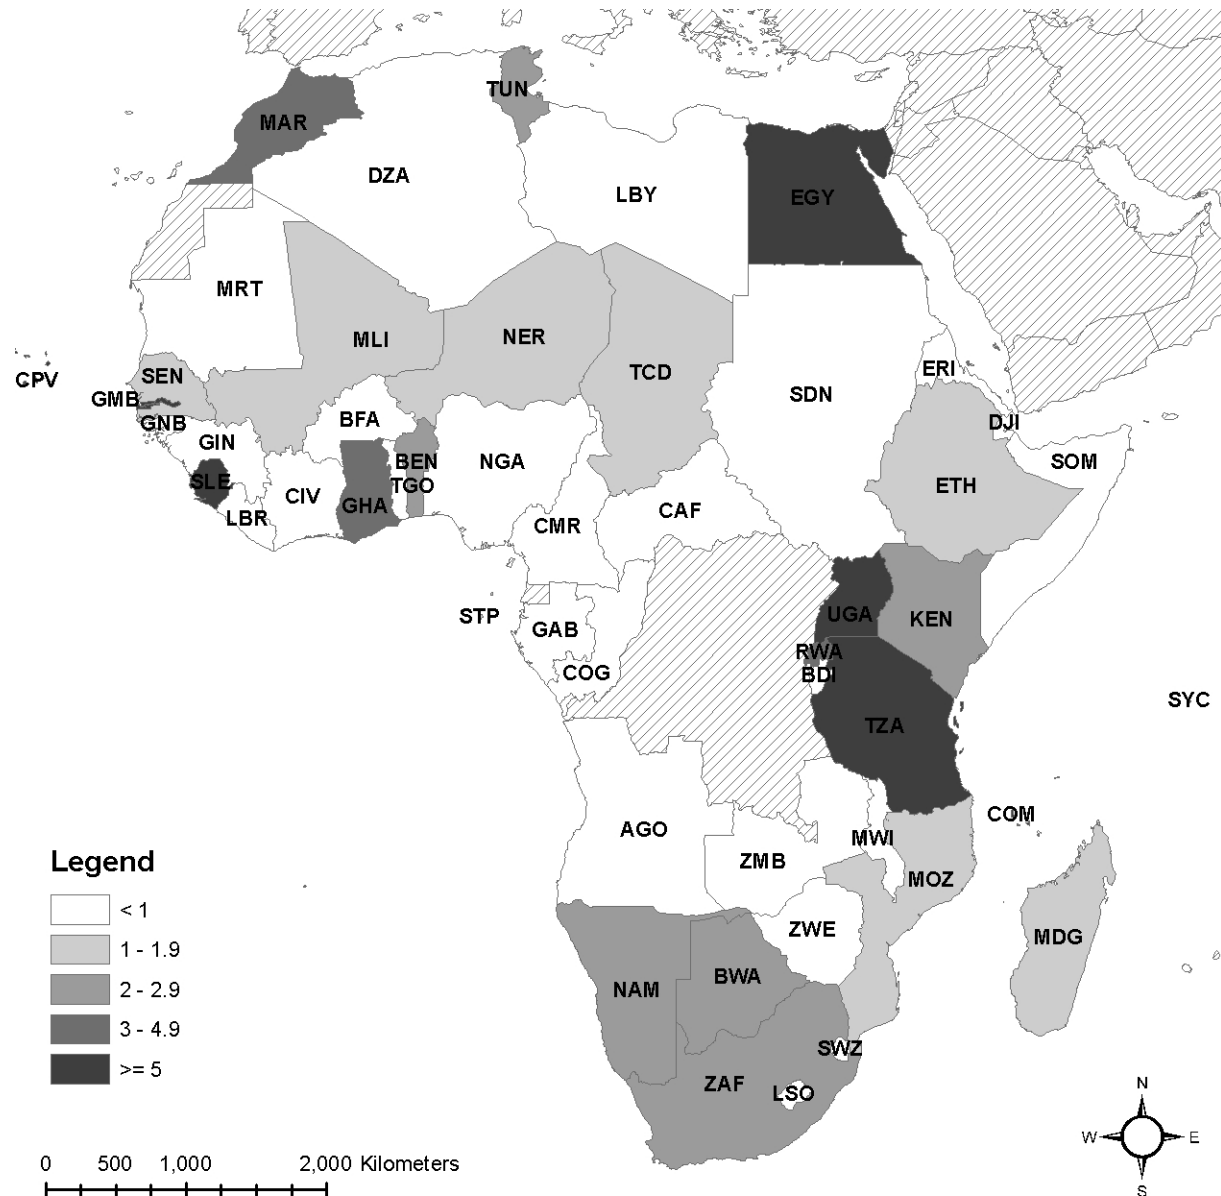 TUN
MAR
DZA
LBY
EGY
MRT
MLI
NER
TCD
SDN
ERI
CPV
SEN
GMB
GNB
GIN
BFA
DJI
SLE
CIV
LBR
GHA
BEN
TGO
NGA
CMR
CAF
ETH
SOM
STP
GAB
COG
UGA
KEN
RWA
BDI
TZA
SYC
AGO
ZMB
MWI
COM
MOZ
ZWE
MDG
NAM
BWA
SWZ
ZAF
LSO
Legend
< 1
1 - 1.9
2 - 2.9
3 - 4.9
>= 5
0 500 1,000 2,000 Kilometers
N
W E
S